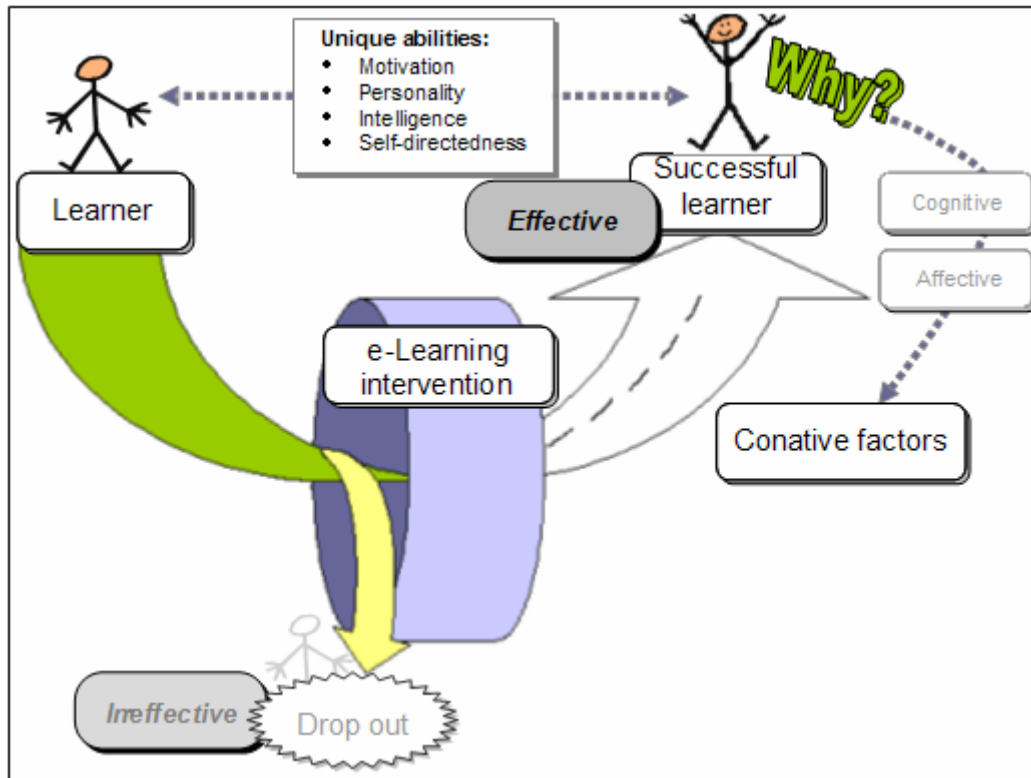 Unique abilities:
• Motivation
• Personality
• Intelligence
• Self-directedness
Why?
Learner
Successful
learner
Effective
Cognitive
Affective
e-Learning
intervention
Conative factors
Ineffective
Drop out